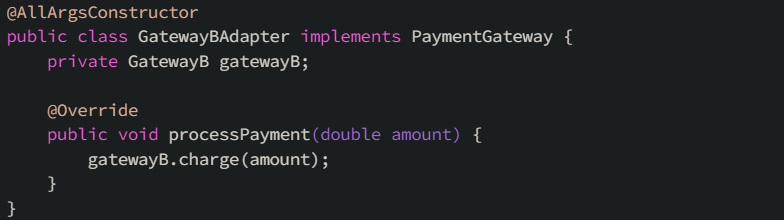 @AllArgsConstructor
public class GatewayBAdapter implements PaymentGateway {
    private GatewayB gatewayB;

    @Override
    public void processPayment(double amount) {
        gatewayB.charge(amount);
    }
}